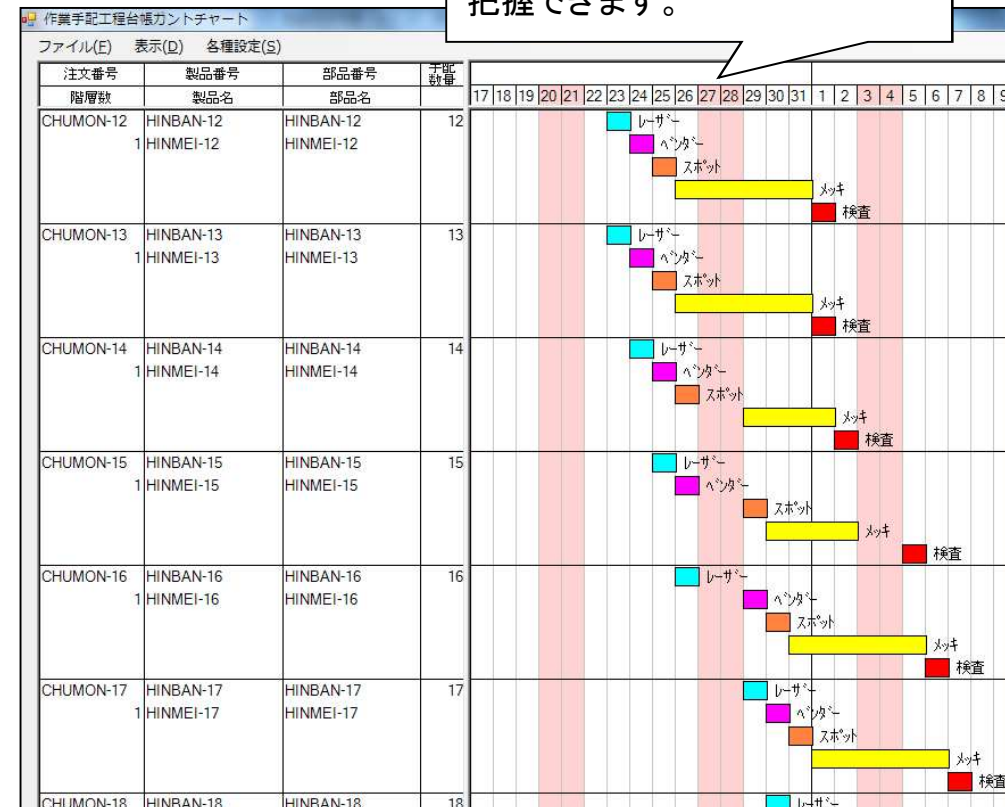 把握できます。
作業手配工程台帳ガントチャート
ファイル(F) 表示(D) 各種設定(S)
注文番号 製品番号 部品番号 手配数量
階層数 製品名 部品名
17 18 19 20 21 22 23 24 25 26 27 28 29 30 31 1 2 3 4 5 6 7 8 9
CHUMON-12 HINBAN-12 HINBAN-12 12 レーザー
1 HINMEI-12 HINMEI-12 ベンダー
スポット
メッキ
検査
CHUMON-13 HINBAN-13 HINBAN-13 13 レーザー
1 HINMEI-13 HINMEI-13 ベンダー
スポット
メッキ
検査
CHUMON-14 HINBAN-14 HINBAN-14 14 レーザー
1 HINMEI-14 HINMEI-14 ベンダー
スポット
メッキ
検査
CHUMON-15 HINBAN-15 HINBAN-15 15 レーザー
1 HINMEI-15 HINMEI-15 ベンダー
スポット
メッキ
検査
CHUMON-16 HINBAN-16 HINBAN-16 16 レーザー
1 HINMEI-16 HINMEI-16 ベンダー
スポット
メッキ
検査
CHUMON-17 HINBAN-17 HINBAN-17 17 レーザー
1 HINMEI-17 HINMEI-17 ベンダー
スポット
メッキ
検査
CHUMON-18 HINBAN-18 HINBAN-18 18 レーザー